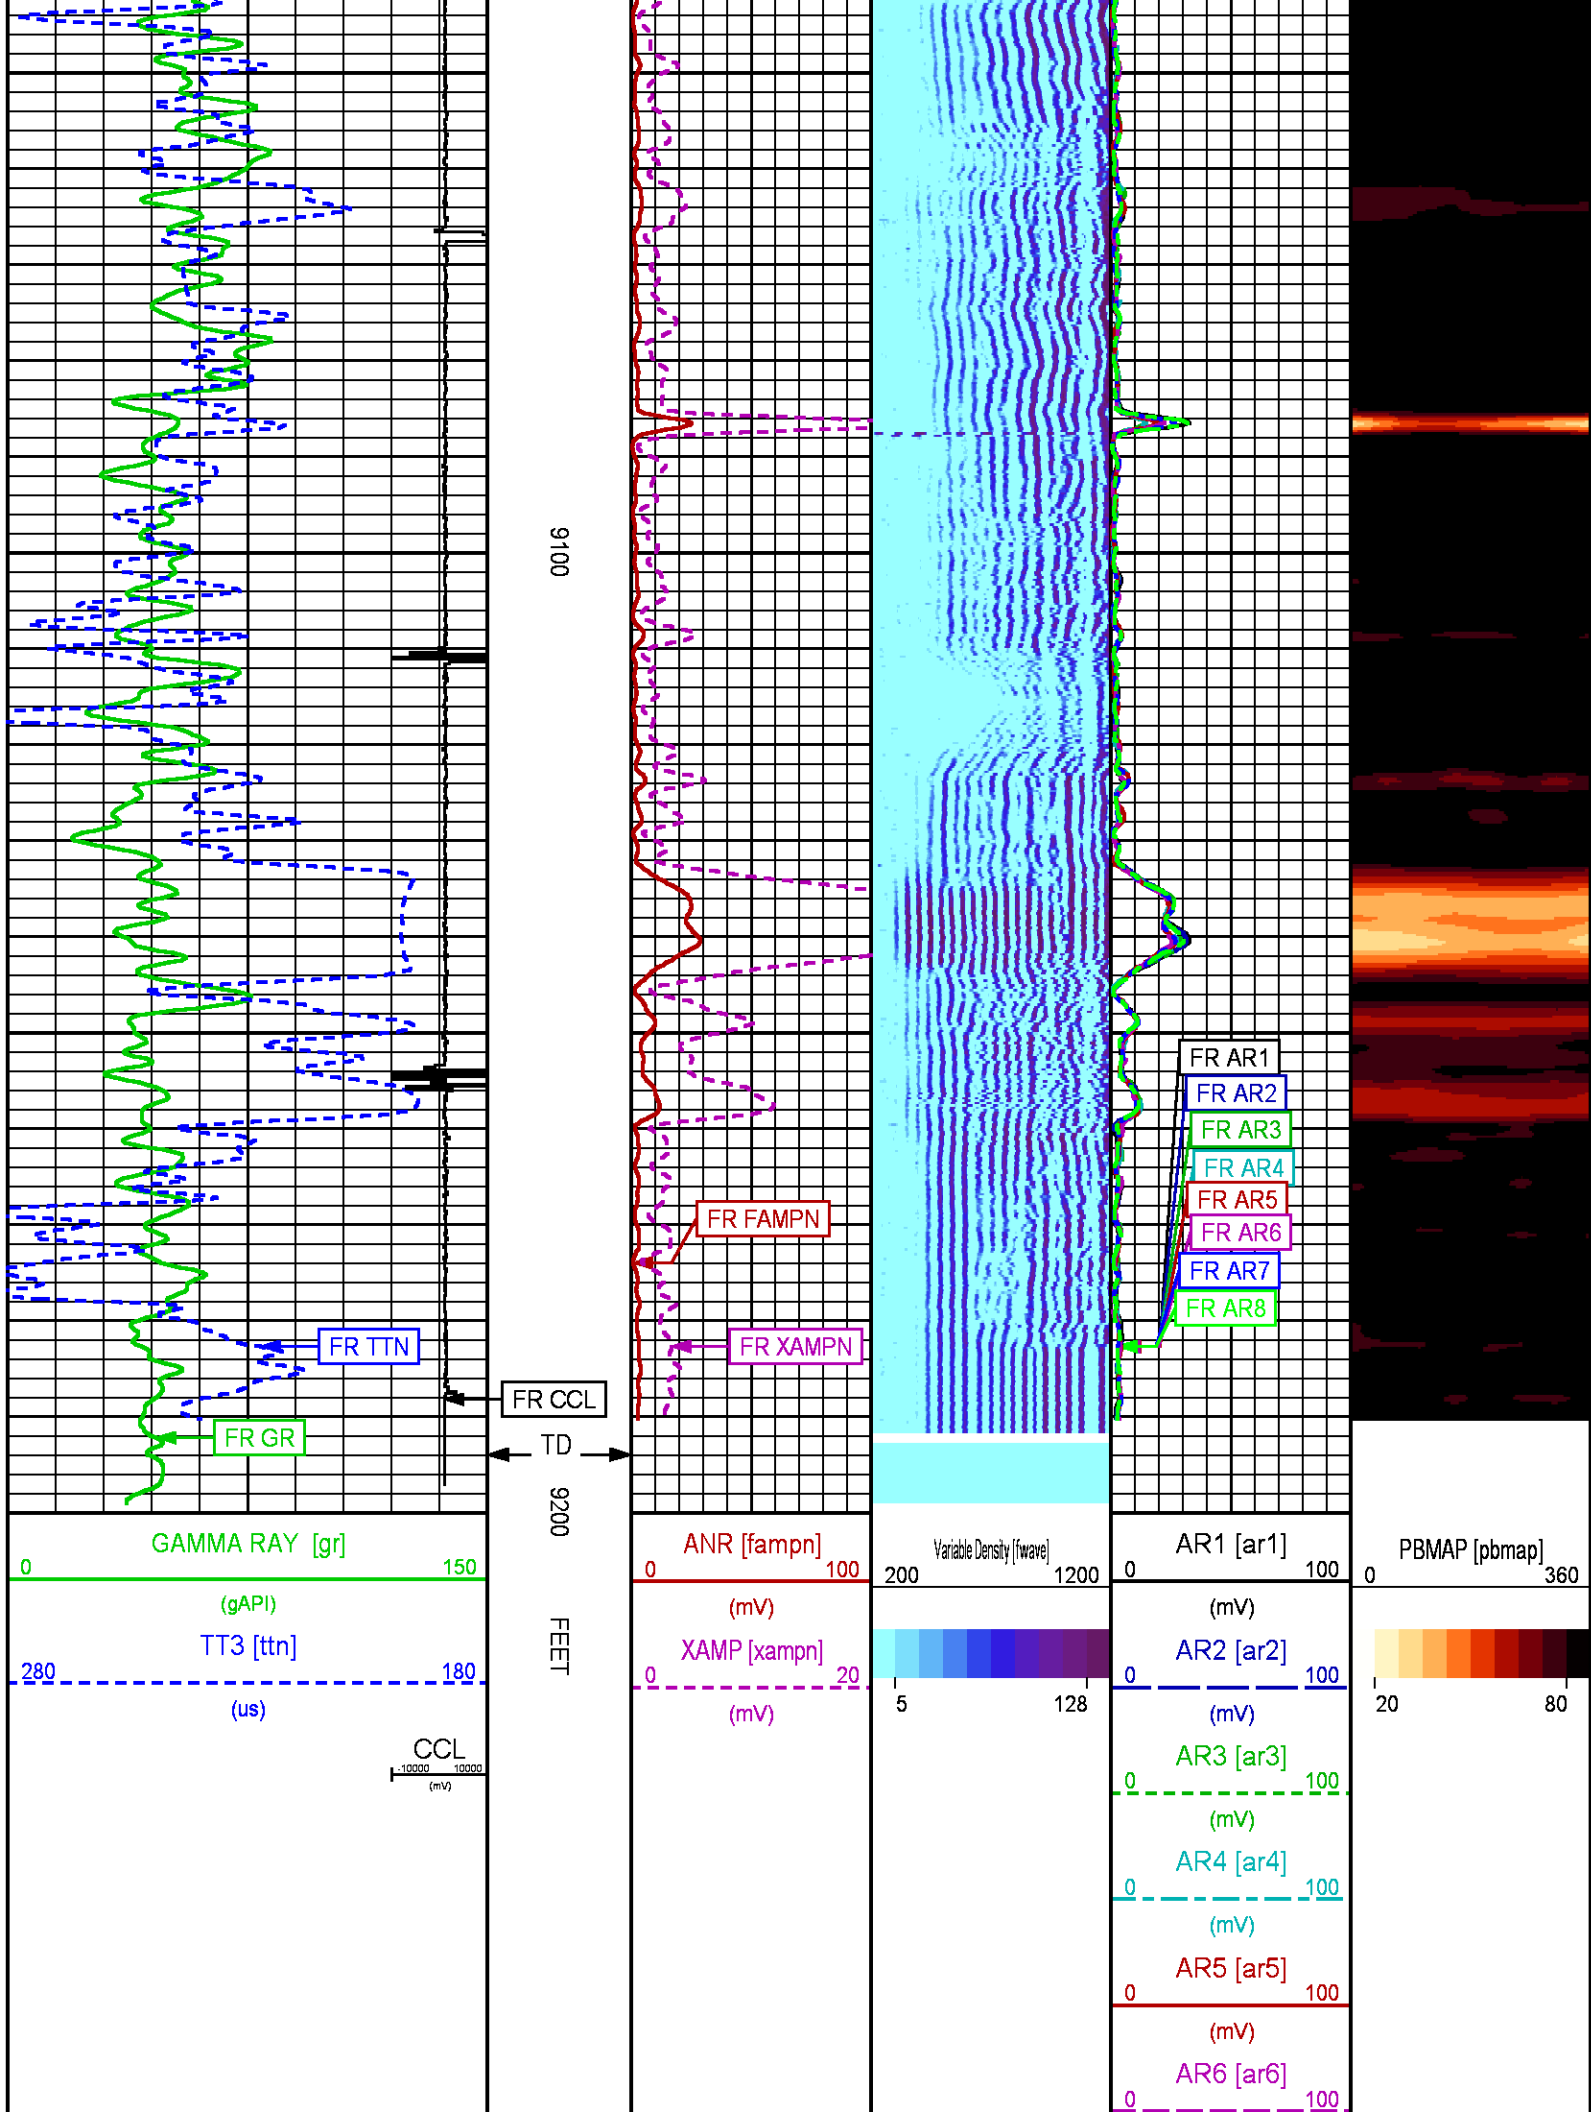 9100
FR AR1
FR AR2
FR AR3
FR AR4
FR AR5
FR AR6
FR AR7
FR AR8
FR FAMPN
FR TTN
FR XAMPN
FR CCL
FR GR
TD
9200
FEET
GAMMA RAY [gr]
0 150
(gAPI)
TT3 [ttn]
280 180
(us)
CCL
-10000 10000
(mV)
ANR [fampn]
0 100
(mV)
XAMP [xampn]
0 20
(mV)
Variable Density [fwave]
200 1200
5 128
AR1 [ar1]
0 100
(mV)
AR2 [ar2]
0 100
(mV)
AR3 [ar3]
0 100
(mV)
AR4 [ar4]
0 100
(mV)
AR5 [ar5]
0 100
(mV)
AR6 [ar6]
0 100
PBMAP [pbmap]
0 360
20 80